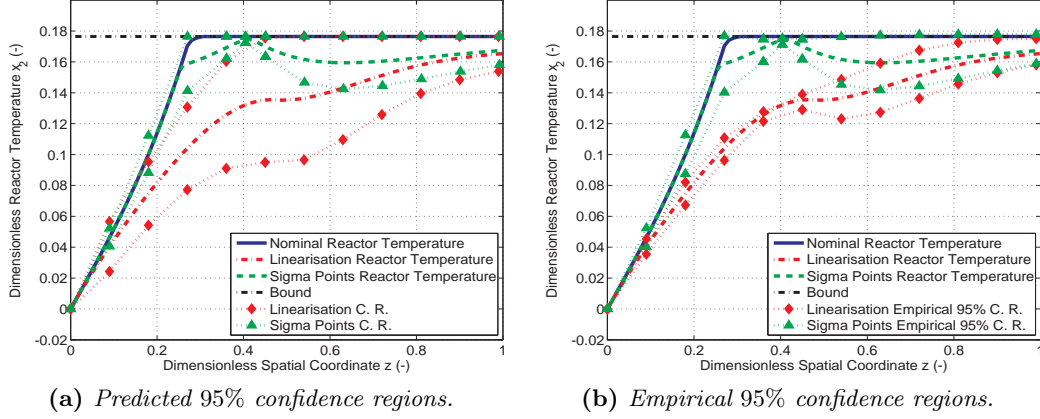 0.18
0.16
0.14
0.12
0.1
0.08
0.06
0.04
0.02
0
-0.02
Dimensionless Reactor Temperature x2 (-)
Nominal Reactor Temperature
Linearisation Reactor Temperature
Sigma Points Reactor Temperature
Bound
Linearisation C. R.
Sigma Points C. R.
0 0.2 0.4 0.6 0.8 1
Dimensionless Spatial Coordinate z (-)
(a) Predicted 95% confidence regions.
0.18
0.16
0.14
0.12
0.1
0.08
0.06
0.04
0.02
0
-0.02
Dimensionless Reactor Temperature x2 (-)
Nominal Reactor Temperature
Linearisation Reactor Temperature
Sigma Points Reactor Temperature
Bound
Linearisation Empirical 95% C. R.
Sigma Points Empirical 95% C. R.
0 0.2 0.4 0.6 0.8 1
Dimensionless Spatial Coordinate z (-)
(b) Empirical 95% confidence regions.